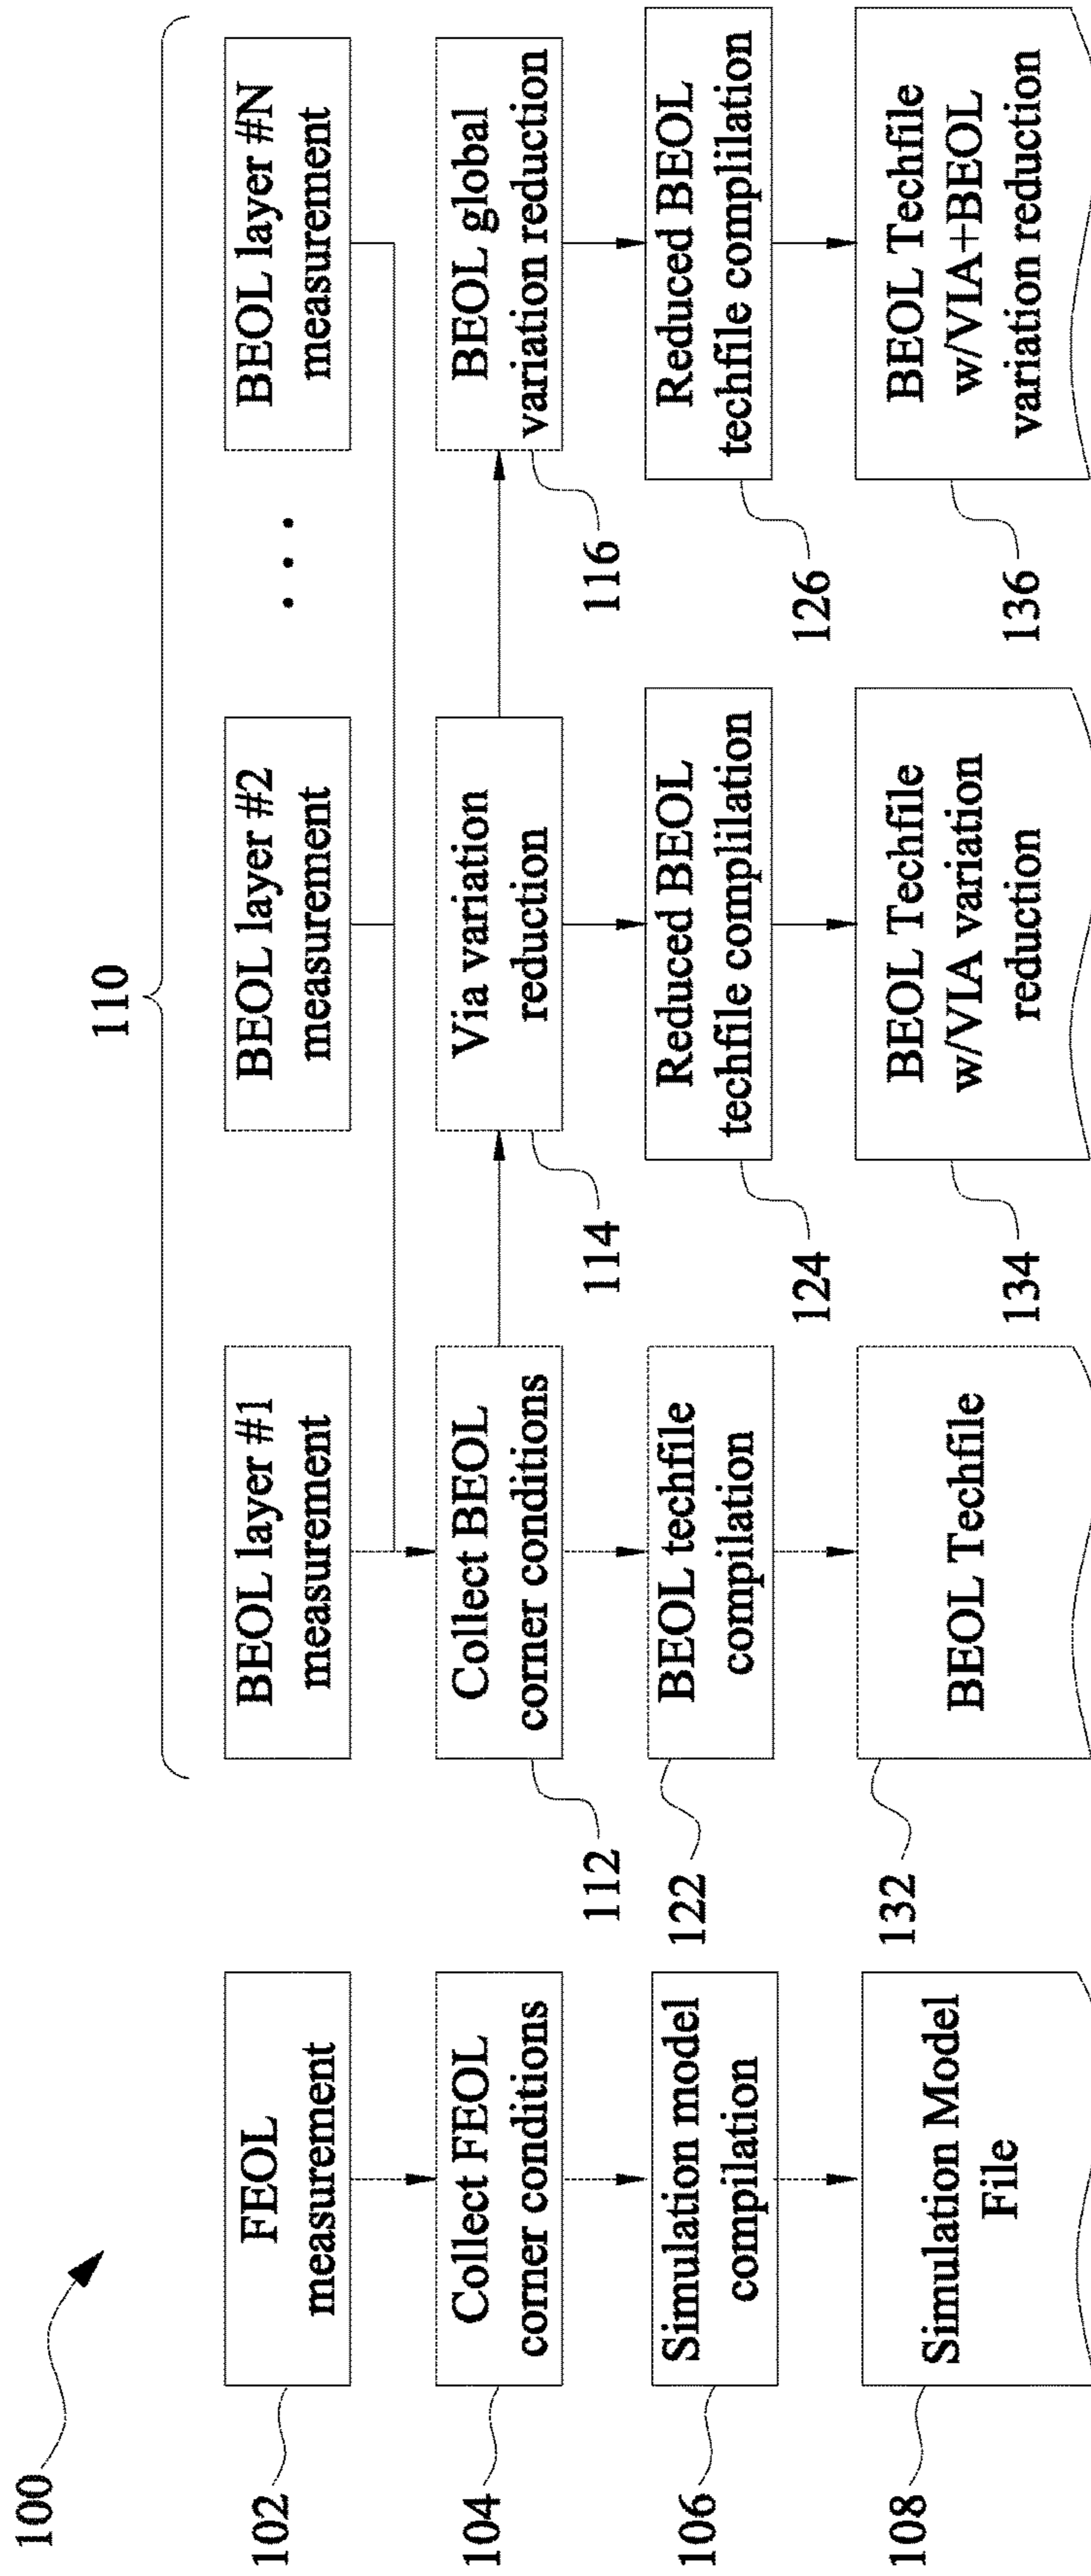 100
110
FEOL
measurement
BEOL layer #1
measurement
BEOL layer #2
measurement
• • •
BEOL layer #N
measurement
102
Collect FEOL
corner conditions
Collect BEOL
corner conditions
Via variation
reduction
BEOL global
variation reduction
104
112
114
116
Simulation model
compilation
BEOL techfile
compilation
Reduced BEOL
techfile complilation
Reduced BEOL
techfile complilation
106
122
124
126
Simulation Model
File
BEOL Techfile
BEOL Techfile
w/VIA variation
reduction
BEOL Techfile
w/VIA+BEOL
variation reduction
108
132
134
136